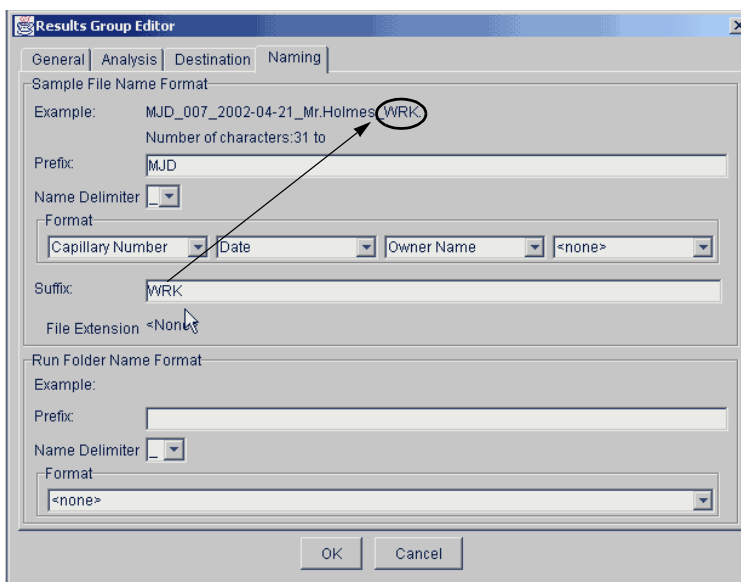 Results Group Editor
General Analysis Destination Naming
Sample File Name Format
Example: MJD_007_2002-04-21_Mr.Holmes_WRK.
Number of characters:31 to
Prefix: MJD
Name Delimiter _
Format
Capillary Number Date Owner Name <none>
Suffix: WRK
File Extension <None>
Run Folder Name Format
Example:
Prefix:
Name Delimiter _
Format
<none>
OK Cancel